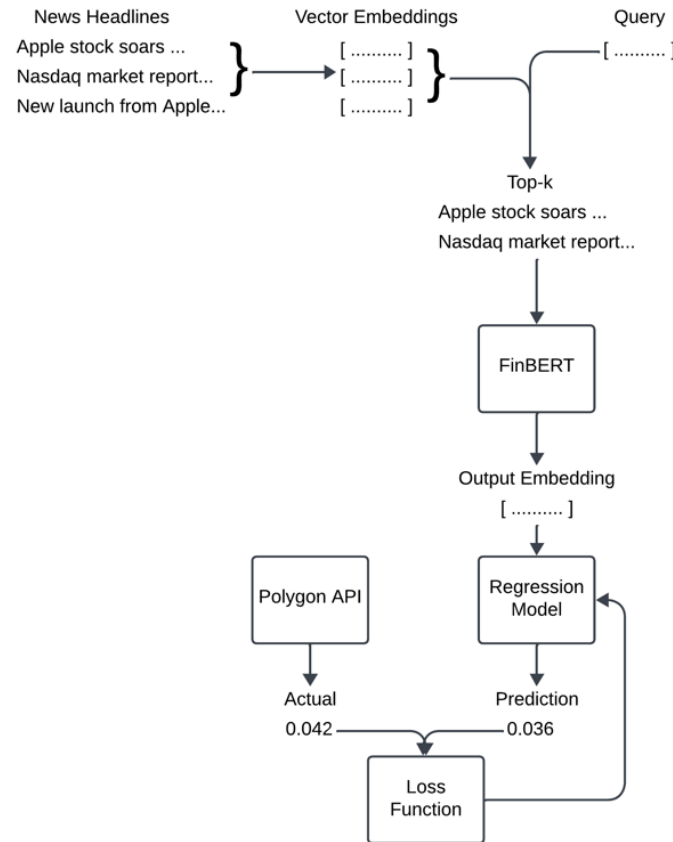 News Headlines
Vector Embeddings
Query
Apple stock soars ...
Nasdaq market report...
New launch from Apple...
[ .......... ]
[ .......... ]
[ .......... ]
[ .......... ]
Top-k
Apple stock soars ...
Nasdaq market report...
FinBERT
Output Embedding
[ .......... ]
Polygon API
Regression
Model
Actual
0.042
Prediction
0.036
Loss
Function